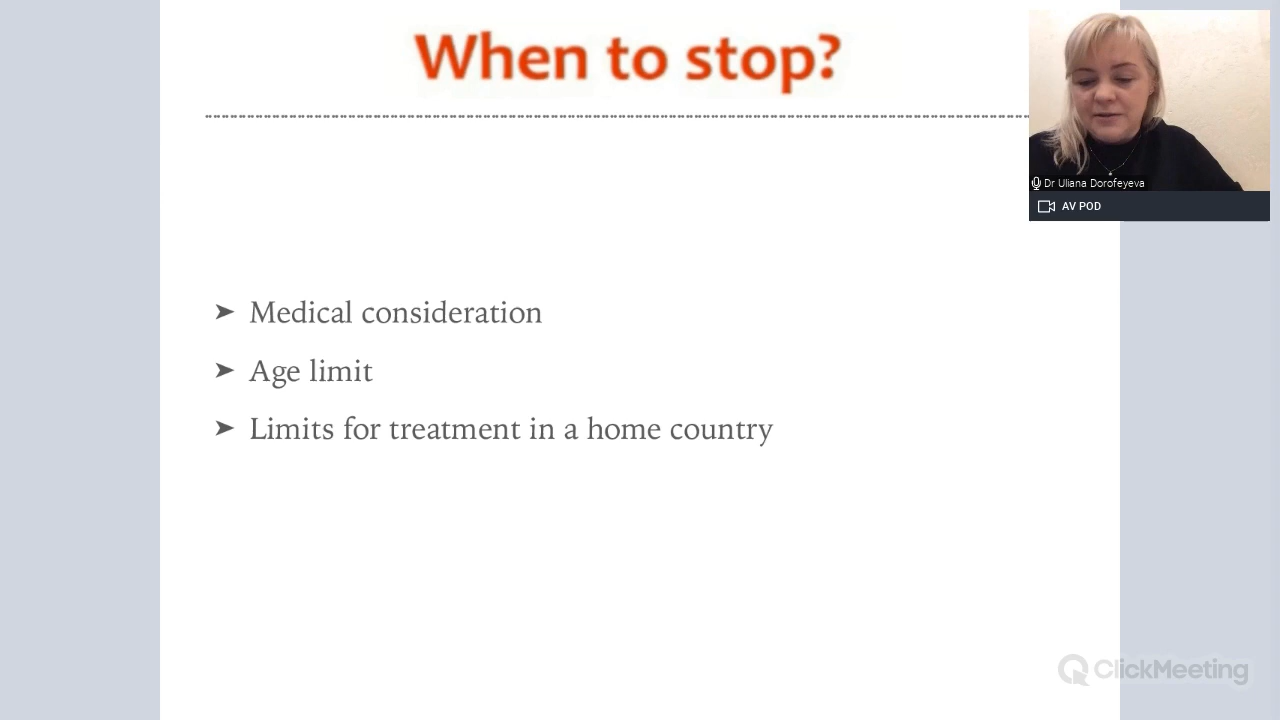 When to stop?
Dr Uliana Dorofeyeva
AV POD
➤ Medical consideration
➤ Age limit
➤ Limits for treatment in a home country
ClickMeeting